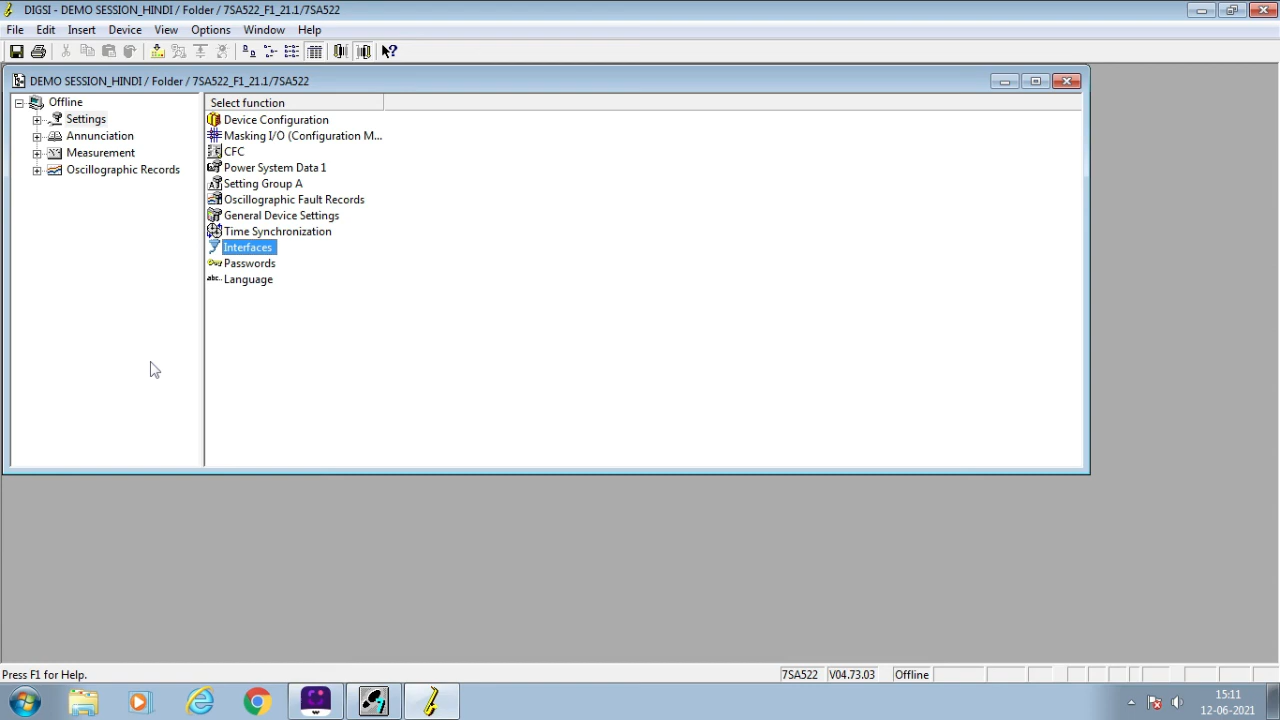 DIGSI - DEMO SESSION_HINDI / Folder / 7SA522_F1_21.1/7SA522
File Edit Insert Device View Options Window Help
DEMO SESSION_HINDI / Folder / 7SA522_F1_21.1/7SA522
Offline
Settings
Annunciation
Measurement
Oscillographic Records
Select function
Device Configuration
Masking I/O (Configuration M...
CFC
Power System Data 1
Setting Group A
Oscillographic Fault Records
General Device Settings
Time Synchronization
Interfaces
Passwords
abc.. Language
Press F1 for Help.
7SA522 V04.73.03 Offline
15:11
12-06-2021